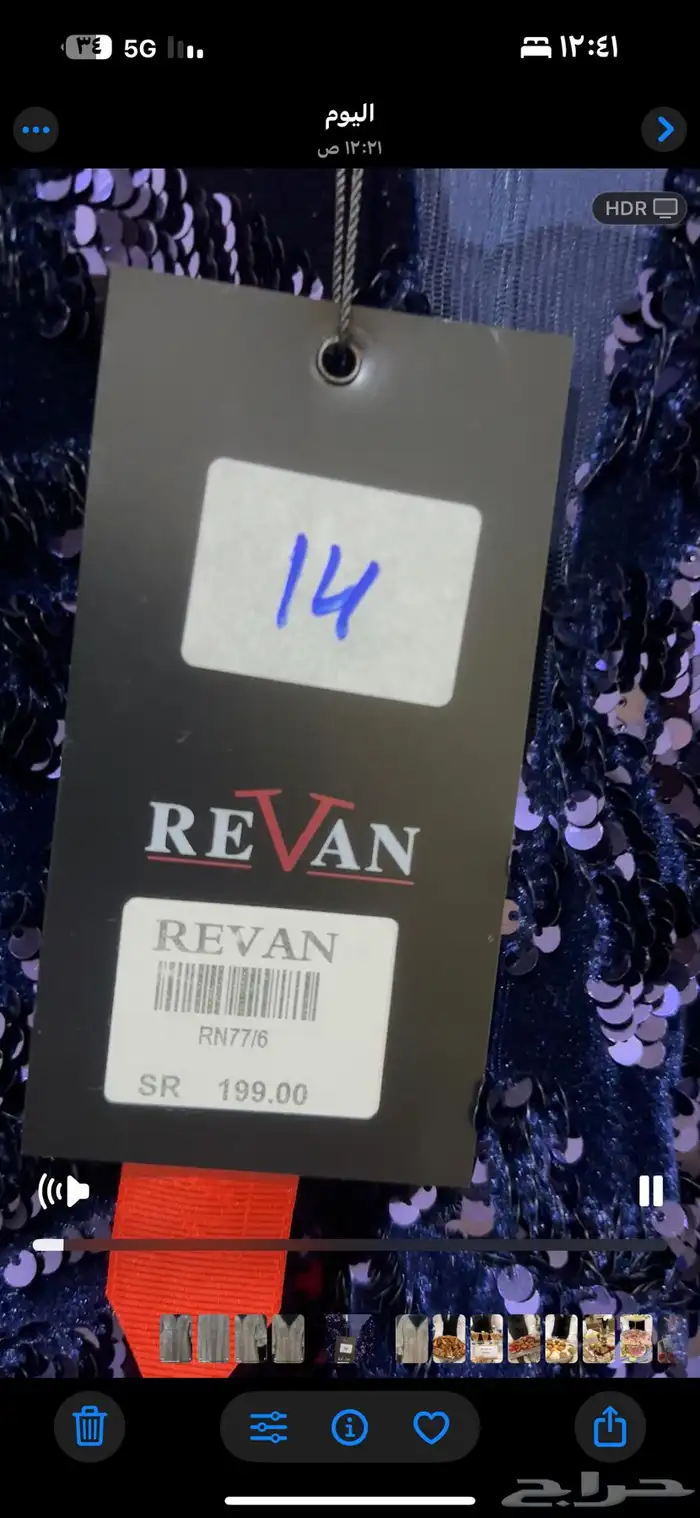 ٣٤ 5G ١٢:٤١
اليوم
١٢:٢١ ص
HDR
14
REVAN
REVAN
RN77/6
SR 199.00
حراج